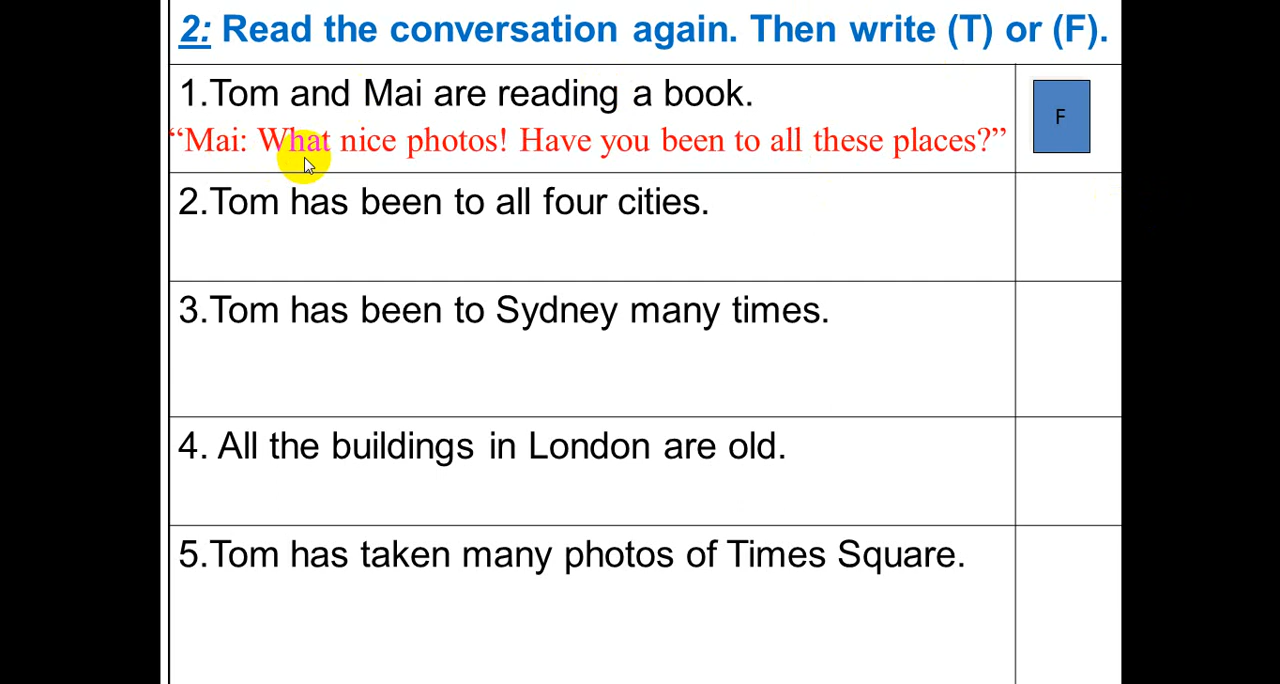 2: Read the conversation again. Then write (T) or (F).
1.Tom and Mai are reading a book.
F
“Mai: What nice photos! Have you been to all these places?”
2.Tom has been to all four cities.
3.Tom has been to Sydney many times.
4. All the buildings in London are old.
5.Tom has taken many photos of Times Square.